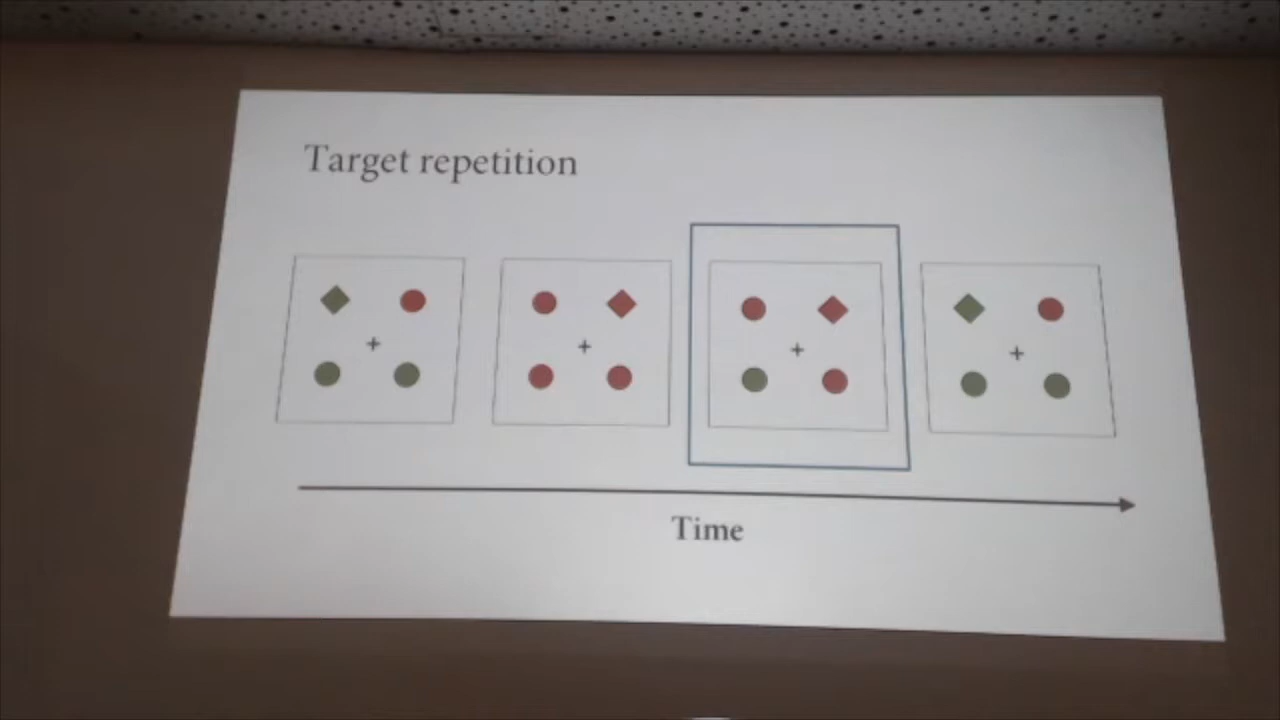 Target repetition
+ + + +
Time